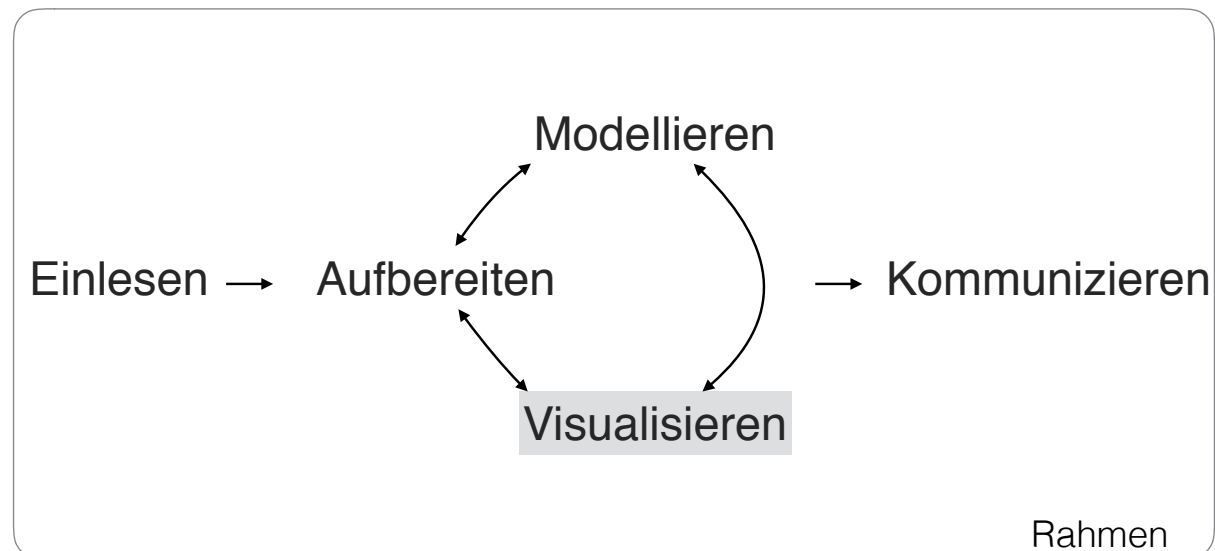 Modellieren
Einlesen
Aufbereiten
Kommunizieren
Visualisieren
Rahmen